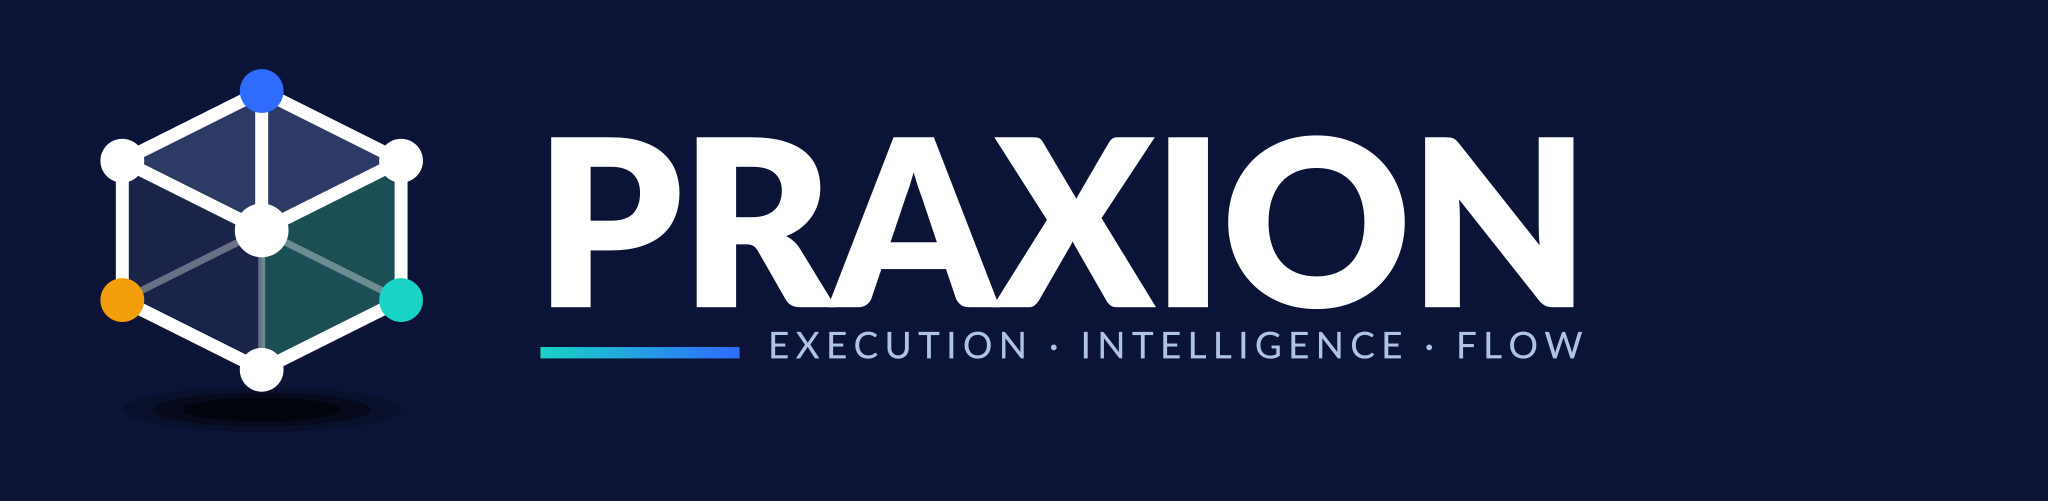 PRAXION
EXECUTION · INTELLIGENCE · FLOW